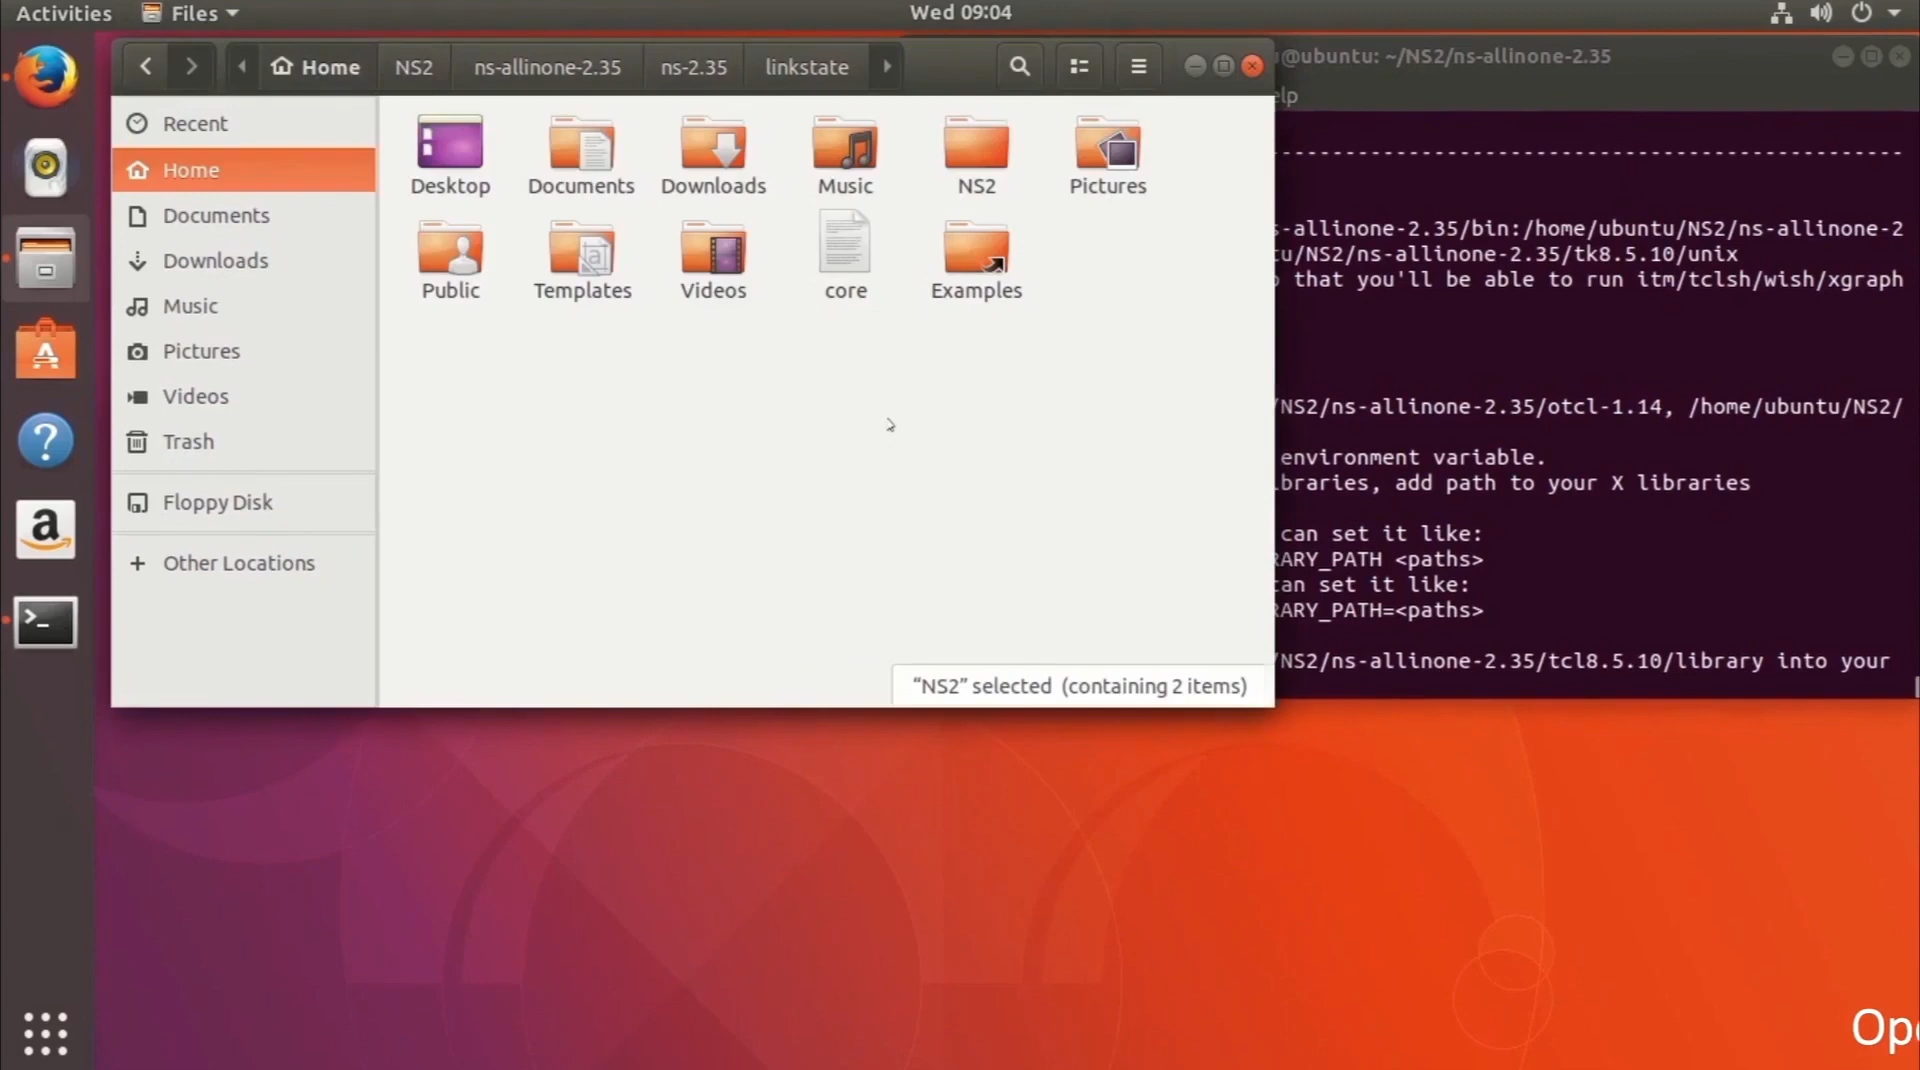 Activities
Files
Wed 09:04
Home
NS2
ns-allinone-2.35
ns-2.35
linkstate
u@ubuntu: ~/NS2/ns-allinone-2.35
elp
Recent
Home
Documents
Downloads
Music
Pictures
Videos
Trash
Floppy Disk
+ Other Locations
Desktop
Documents
Downloads
Music
NS2
Pictures
Public
Templates
Videos
core
Examples
“NS2” selected (containing 2 items)
--------------------------------------------------
s-allinone-2.35/bin:/home/ubuntu/NS2/ns-allinone-2
tu/NS2/ns-allinone-2.35/tk8.5.10/unix
that you'll be able to run itm/tclsh/wish/xgraph
/NS2/ns-allinone-2.35/otcl-1.14, /home/ubuntu/NS2/
environment variable.
braries, add path to your X libraries
can set it like:
RARY_PATH <paths>
can set it like:
RARY_PATH=<paths>
/NS2/ns-allinone-2.35/tcl8.5.10/library into your
Ope